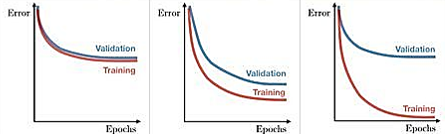 Error
Validation
Training
Epochs
Error
Validation
Training
Epochs
Error
Validation
Training
Epochs